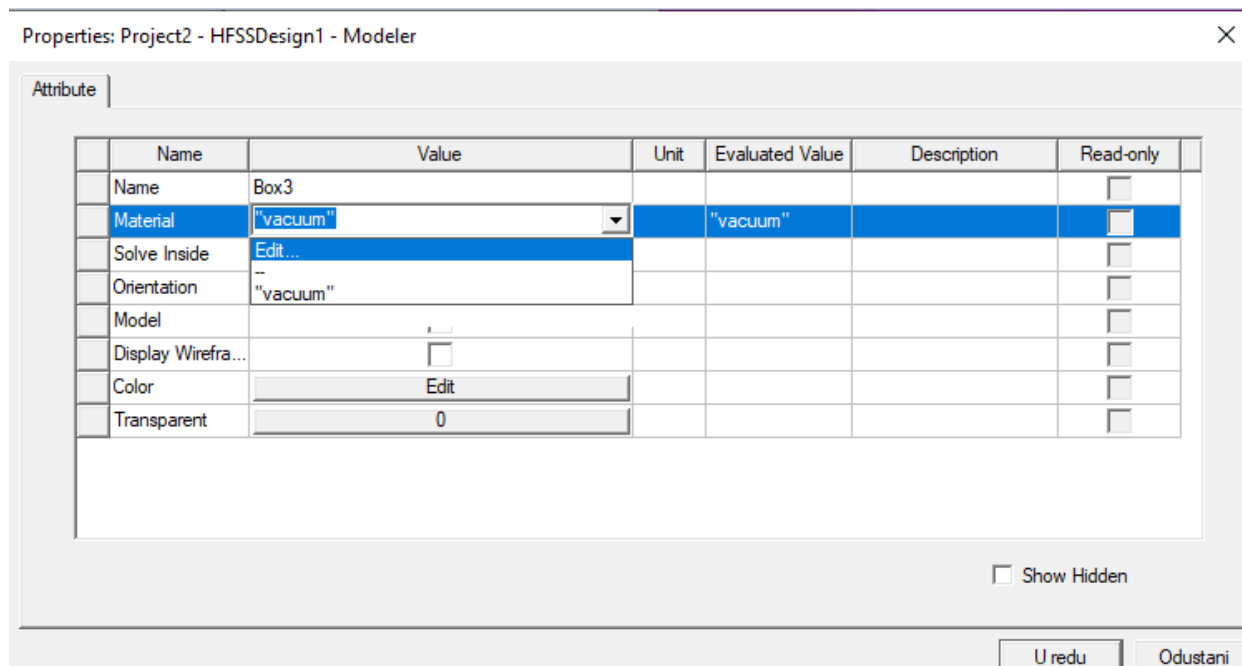 Properties: Project2 - HFSSDesign1 - Modeler
Attribute
Name Value Unit Evaluated Value Description Read-only
Name Box3
Material "vacuum" "vacuum"
Solve Inside Edit...
--
Orientation "vacuum"
Model
Display Wirefra...
Color Edit
Transparent 0
Show Hidden
U redu Odustani